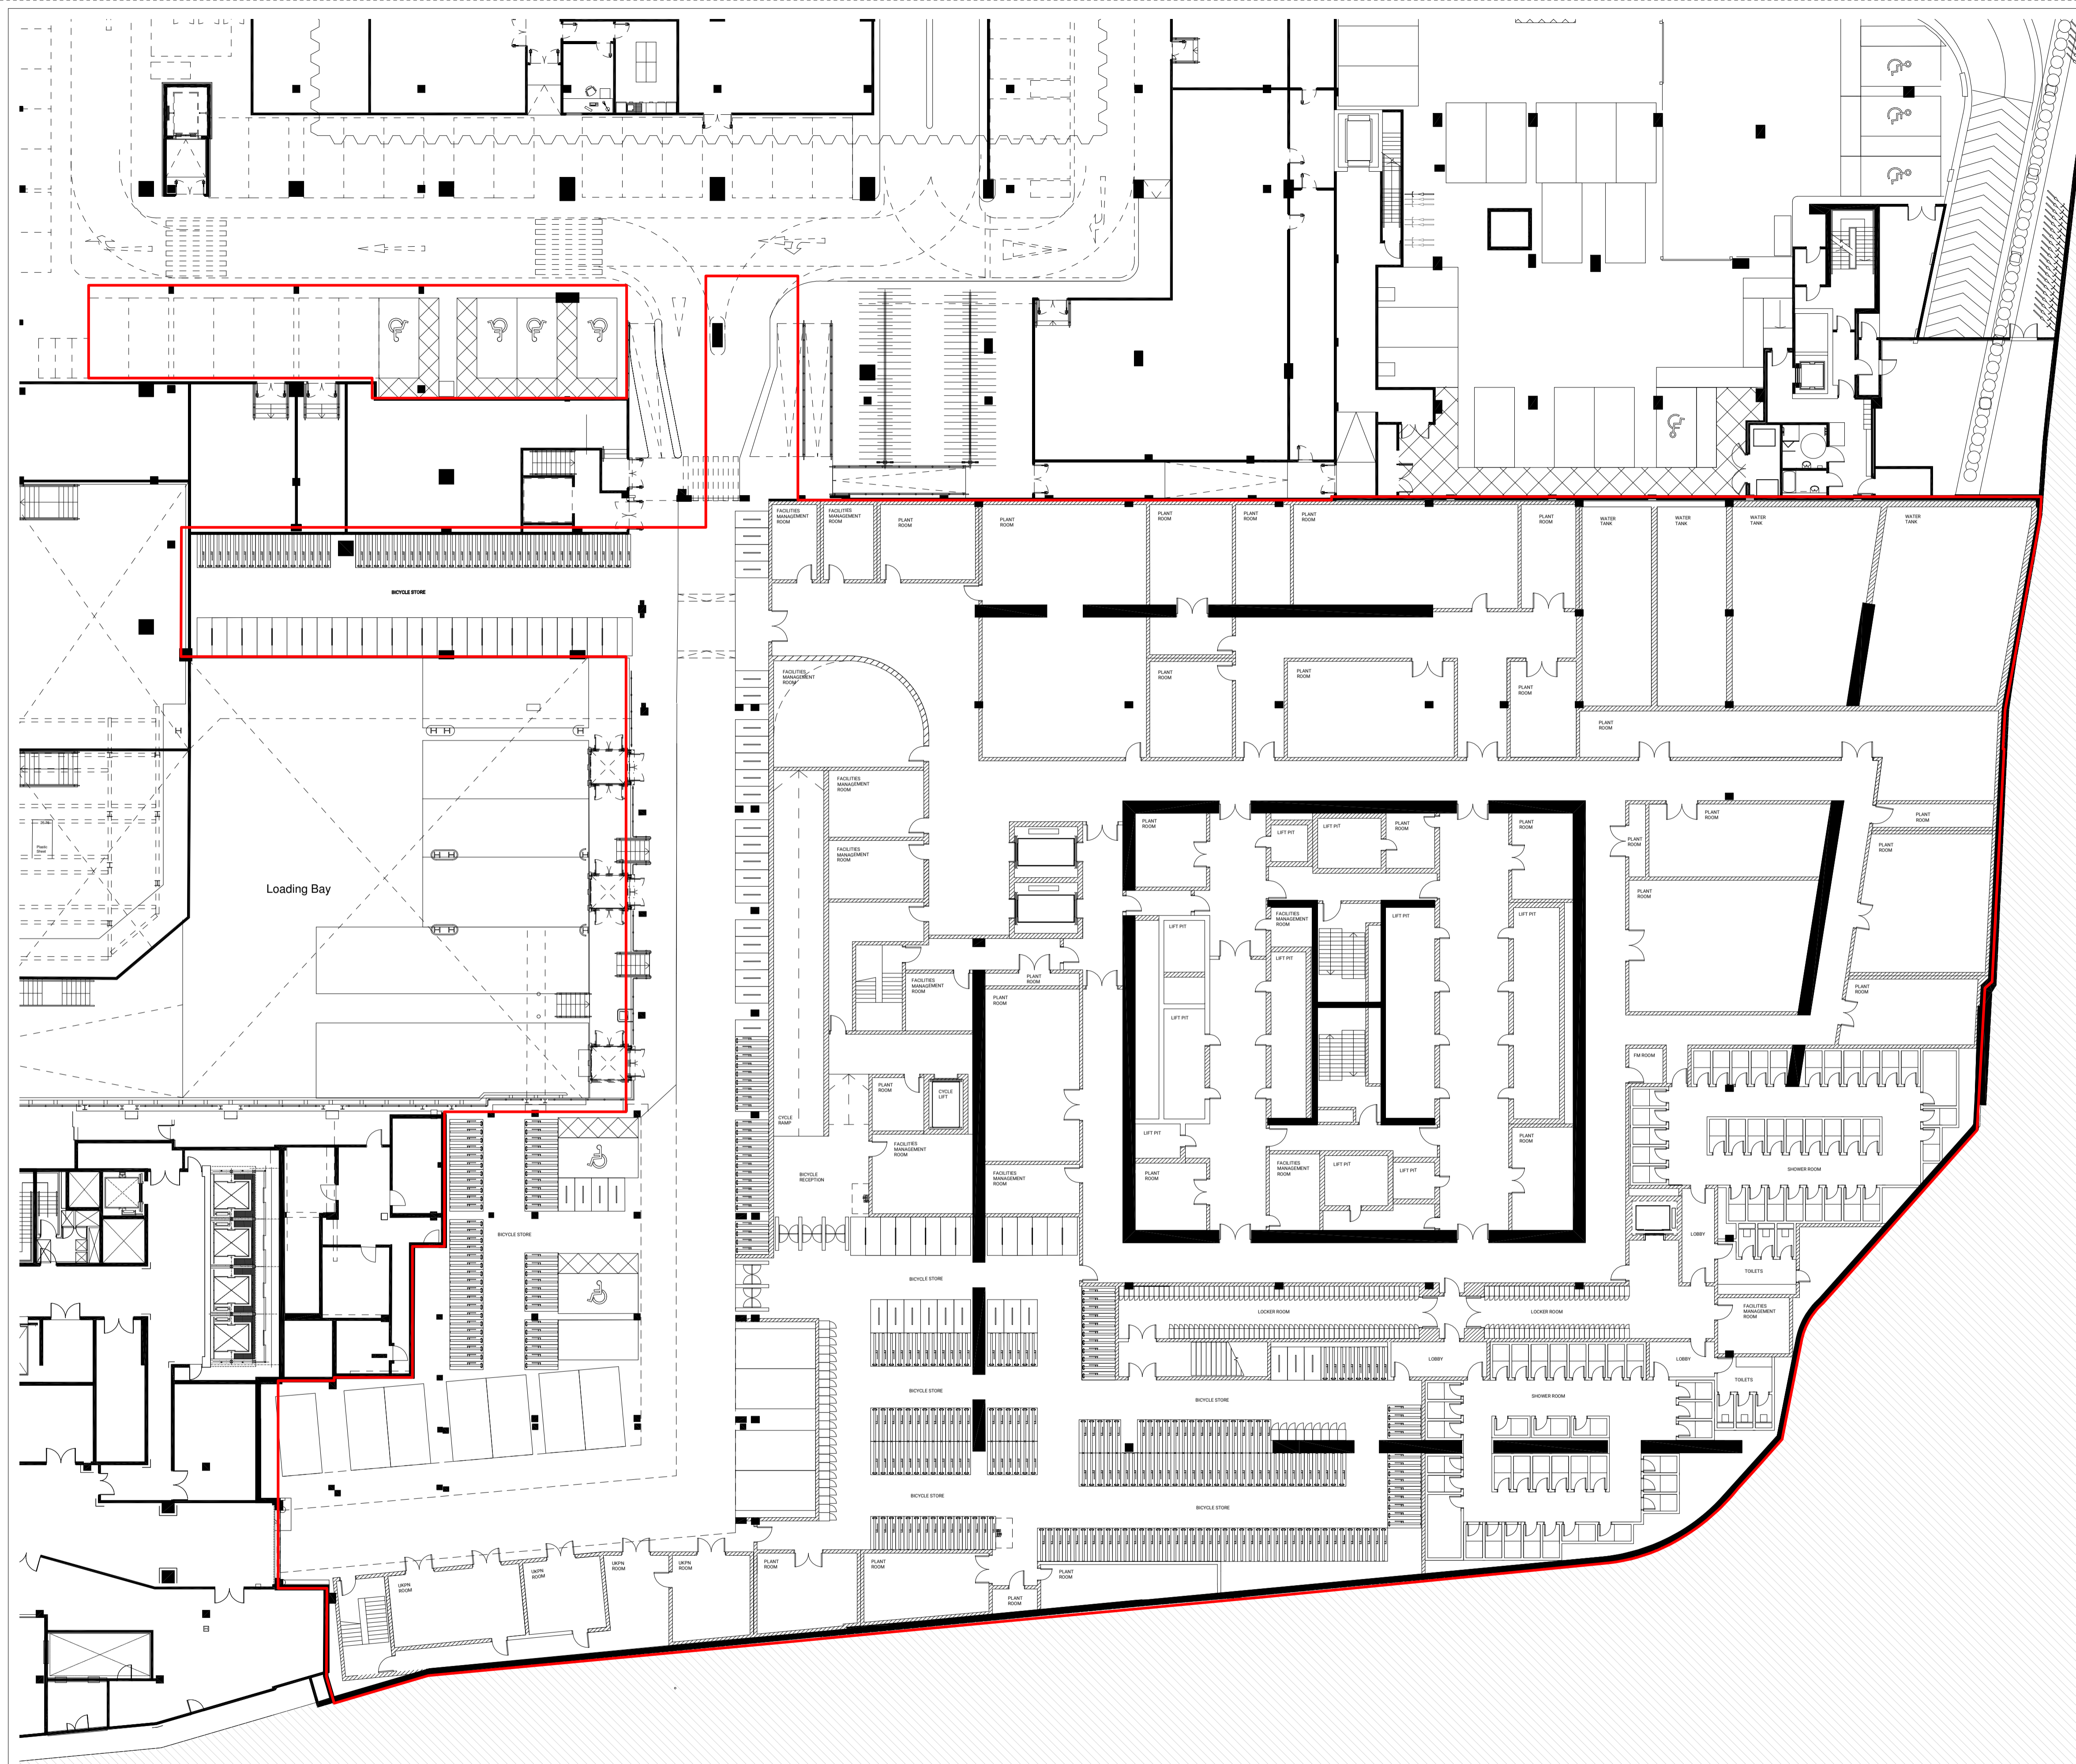 FACILITIES
MANAGEMENT
ROOM
FACILITIES
MANAGEMENT
ROOM
PLANT
ROOM
PLANT
ROOM
PLANT
ROOM
PLANT
ROOM
PLANT
ROOM
PLANT
ROOM
WATER
TANK
WATER
TANK
WATER
TANK
WATER
TANK
BICYCLE STORE
FACILITIES
MANAGEMENT
ROOM
PLANT
ROOM
PLANT
ROOM
PLANT
ROOM
PLANT
ROOM
FACILITIES
MANAGEMENT
ROOM
PLANT
ROOM
LIFT PIT
LIFT PIT
PLANT
ROOM
PLANT
ROOM
PLANT
ROOM
PLANT
ROOM
PLANT
ROOM
Plastic
Sheet
FACILITIES
MANAGEMENT
ROOM
PLANT
ROOM
Loading Bay
PLANT
ROOM
LIFT PIT
FACILITIES
MANAGEMENT
ROOM
LIFT PIT
LIFT PIT
LIFT PIT
FACILITIES
MANAGEMENT
ROOM
PLANT
ROOM
PLANT
ROOM
LIFT PIT
PLANT
ROOM
LIFT PIT
FM ROOM
PLANT
ROOM
CYCLE
LIFT
CYCLE
RAMP
FACILITIES
MANAGEMENT
ROOM
LIFT PIT
PLANT
ROOM
BICYCLE
RECEPTION
FACILITIES
MANAGEMENT
ROOM
PLANT
ROOM
FACILITIES
MANAGEMENT
ROOM
LIFT PIT
LIFT PIT
SHOWER ROOM
BICYCLE STORE
LOBBY
TOILETS
BICYCLE STORE
LOCKER ROOM
LOCKER ROOM
FACILITIES
MANAGEMENT
ROOM
LOBBY
LOBBY
TOILETS
BICYCLE STORE
BICYCLE STORE
SHOWER ROOM
BICYCLE STORE
BICYCLE STORE
UKPN
ROOM
UKPN
ROOM
UKPN
ROOM
UKPN
ROOM
PLANT
ROOM
PLANT
ROOM
PLANT
ROOM
PLANT
ROOM